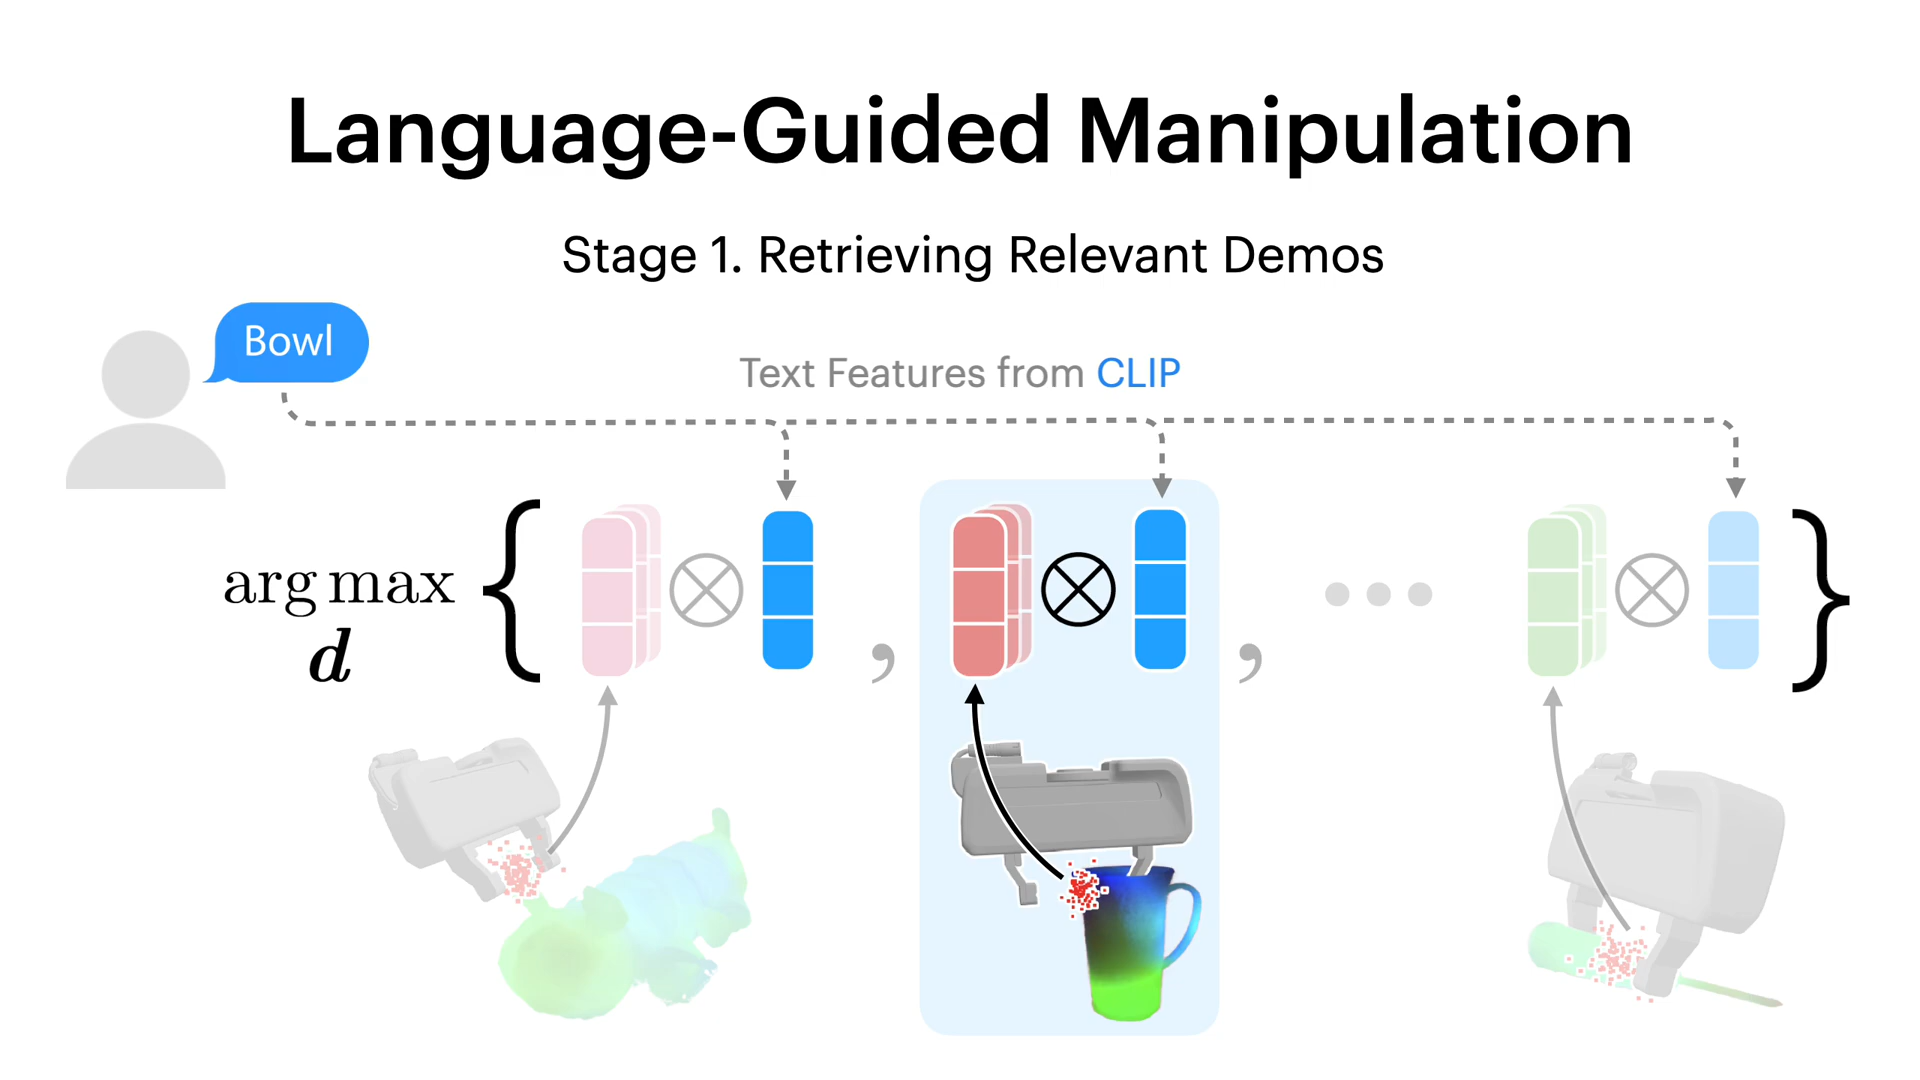 Language-Guided Manipulation
Stage 1. Retrieving Relevant Demos
Bowl
Text Features from CLIP
arg max
d
{ ⊗ , ⊗ , ... ⊗ }